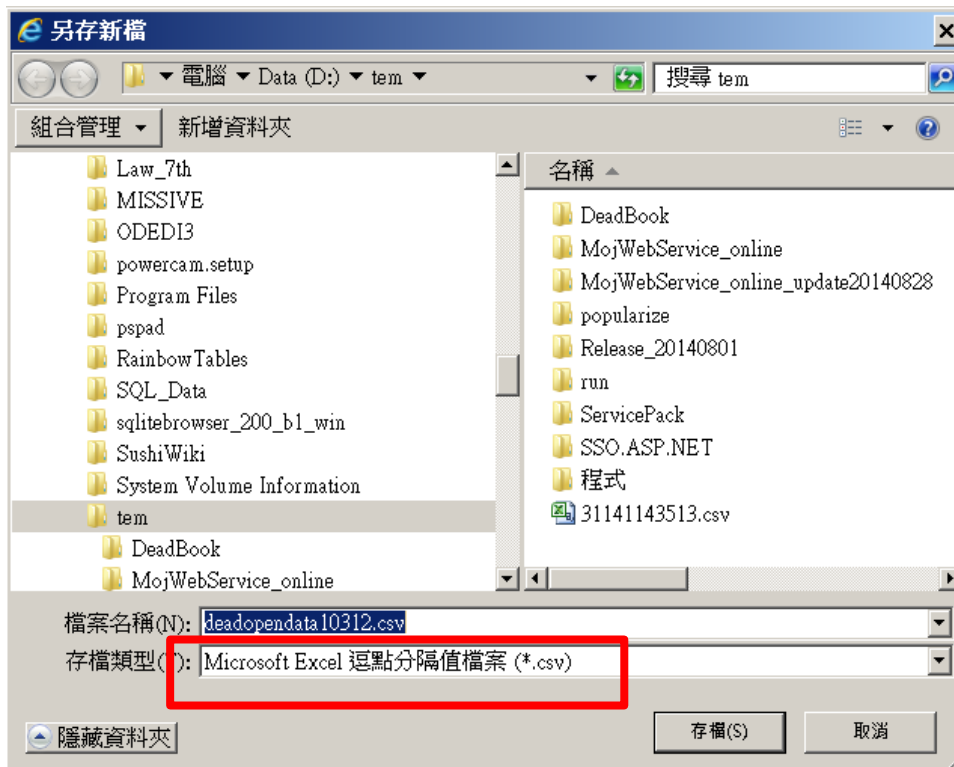 另存新檔
電腦 Data (D:) tem
搜尋 tem
組合管理 新增資料夾
Law_7th
MISSIVE
ODEDI3
powercam.setup
Program Files
pspad
RainbowTables
SQL_Data
sqlitebrowser_200_b1_win
SushiWiki
System Volume Information
tem
DeadBook
MojWebService_online
名稱
DeadBook
MojWebService_online
MojWebService_online_update20140828
popularize
Release_20140801
run
ServicePack
SSO.ASP.NET
程式
31141143513.csv
檔案名稱(N): deadopendata10312.csv
存檔類型(T): Microsoft Excel 逗點分隔值檔案 (*.csv)
隱藏資料夾
存檔(S)
取消